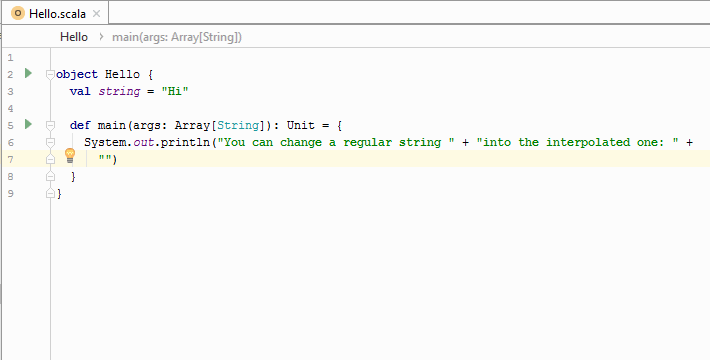 Hello.scala
Hello > main(args: Array[String])
1
2 object Hello {
3 val string = "Hi"
4
5 def main(args: Array[String]): Unit = {
6 System.out.println("You can change a regular string " + "into the interpolated one: " +
7 "")
8 }
9 }